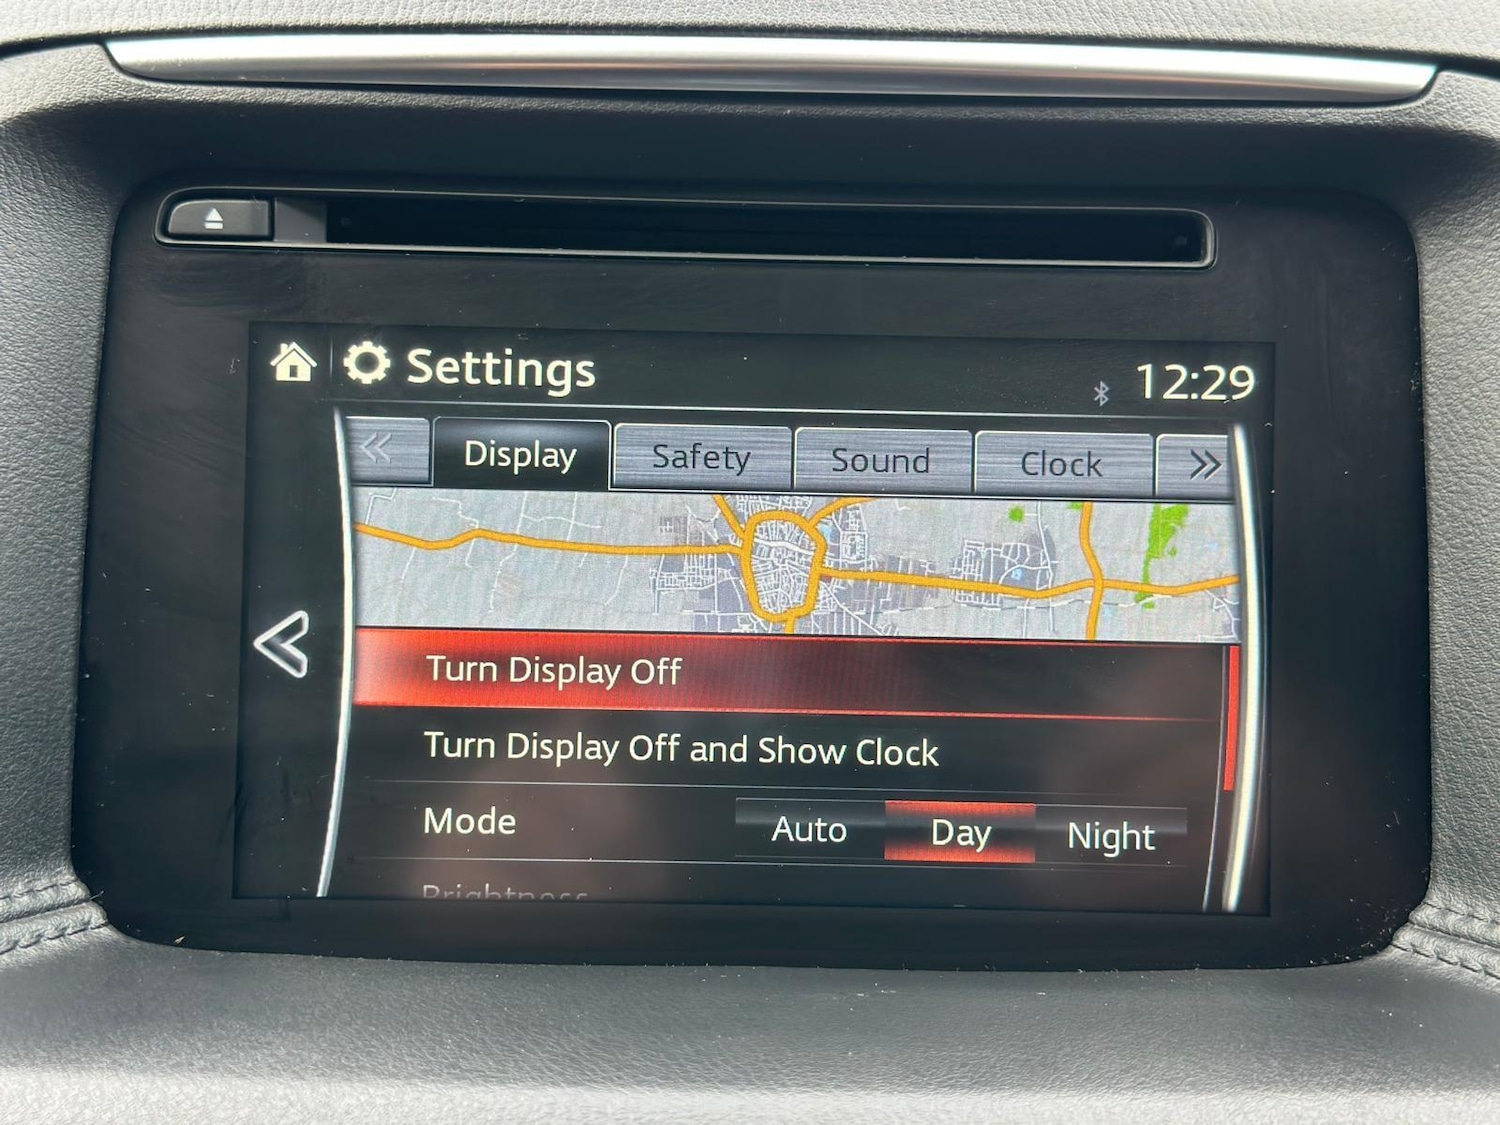 Settings
12:29
Display Safety Sound Clock
Turn Display Off
Turn Display Off and Show Clock
Mode Auto Day Night
Brightness